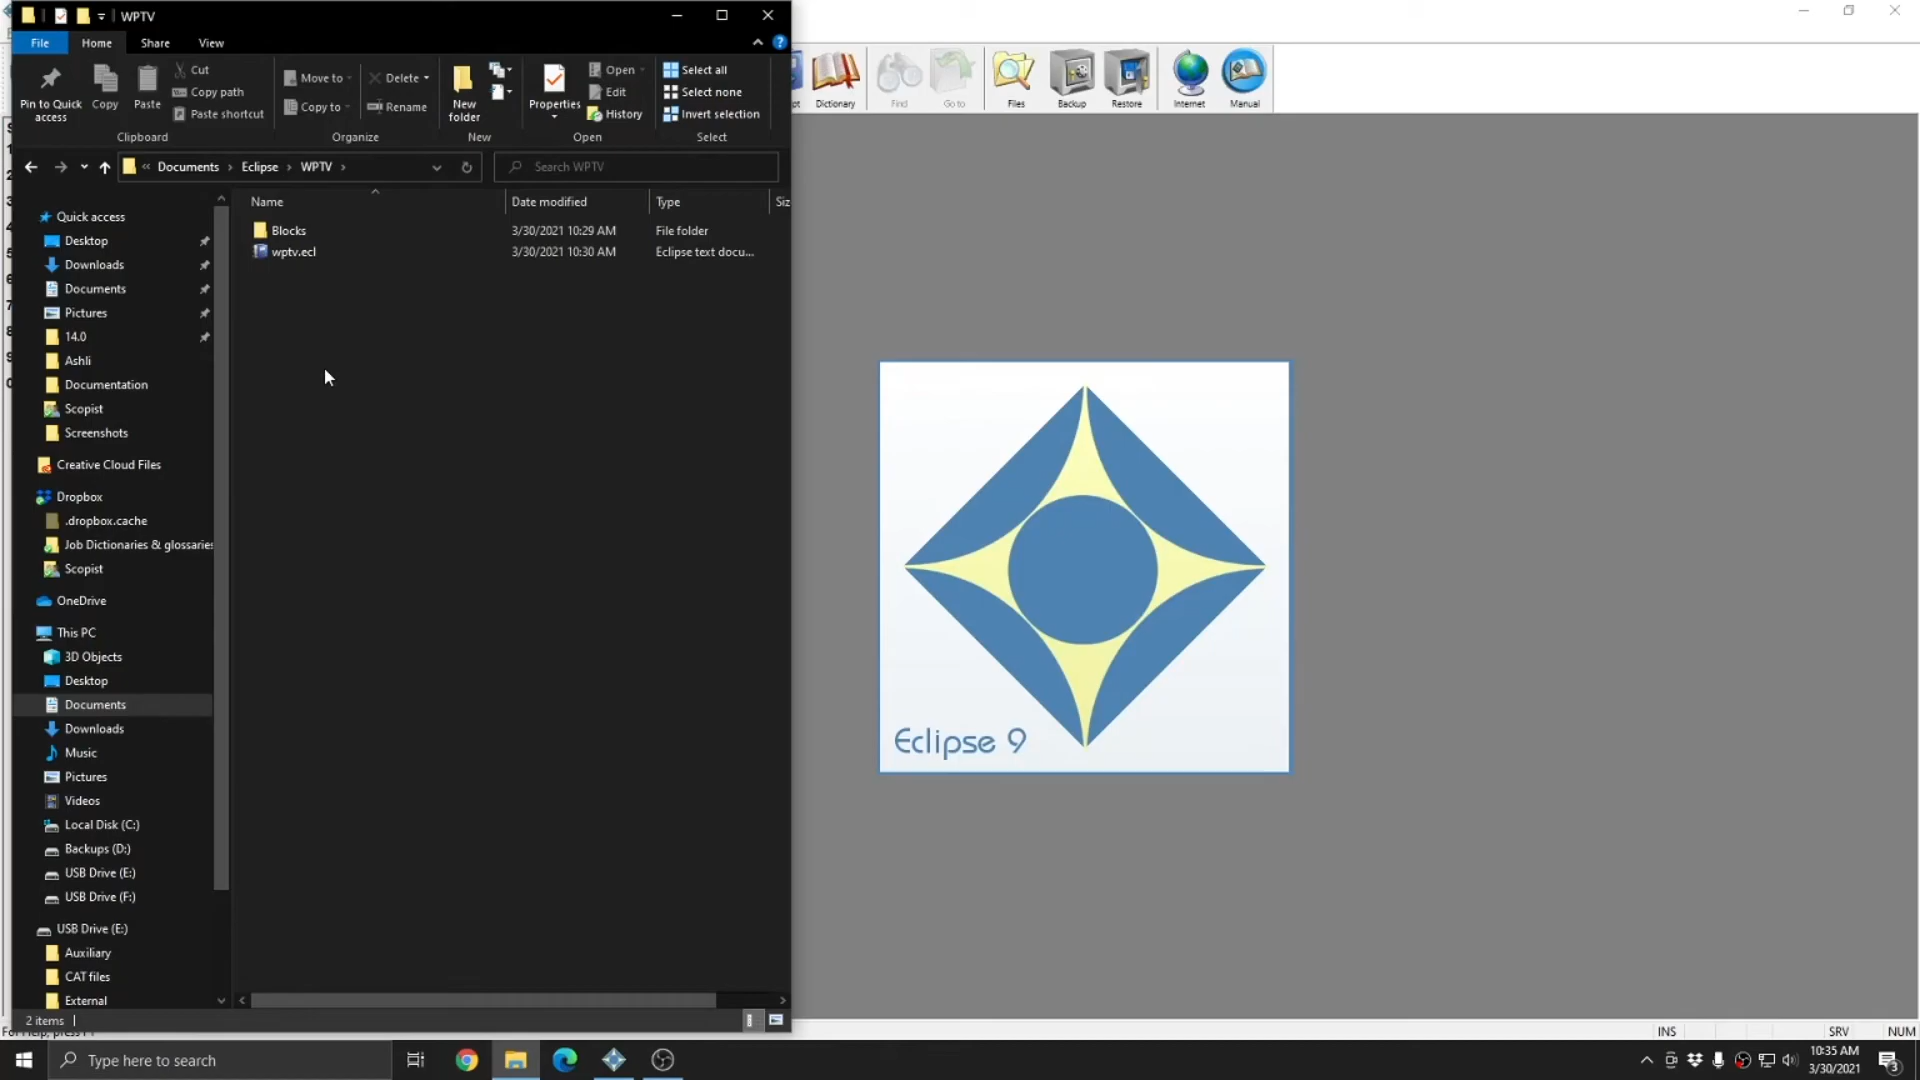 WPTV
File Home Share View
Pin to Quick access
Copy
Paste
Cut
Copy path
Paste shortcut
Clipboard
Move to
Copy to
Delete
Rename
Organize
New folder
New
Properties
Open
Edit
History
Open
Select all
Select none
Invert selection
Select
Dictionary
Find
Go to
Files
Backup
Restore
Internet
Manual
« Documents › Eclipse › WPTV ›
Search WPTV
Name Date modified Type Siz
Blocks 3/30/2021 10:29 AM File folder
wptv.ecl 3/30/2021 10:30 AM Eclipse text docu...
Quick access
Desktop
Downloads
Documents
Pictures
14.0
Ashli
Documentation
Scopist
Screenshots
Creative Cloud Files
Dropbox
.dropbox.cache
Job Dictionaries & glossaries
Scopist
OneDrive
This PC
3D Objects
Desktop
Documents
Downloads
Music
Pictures
Videos
Local Disk (C:)
Backups (D:)
USB Drive (E:)
USB Drive (F:)
USB Drive (E:)
Auxiliary
CAT files
External
2 items
Eclipse 9
INS SRV NUM
Type here to search
10:35 AM
3/30/2021
3